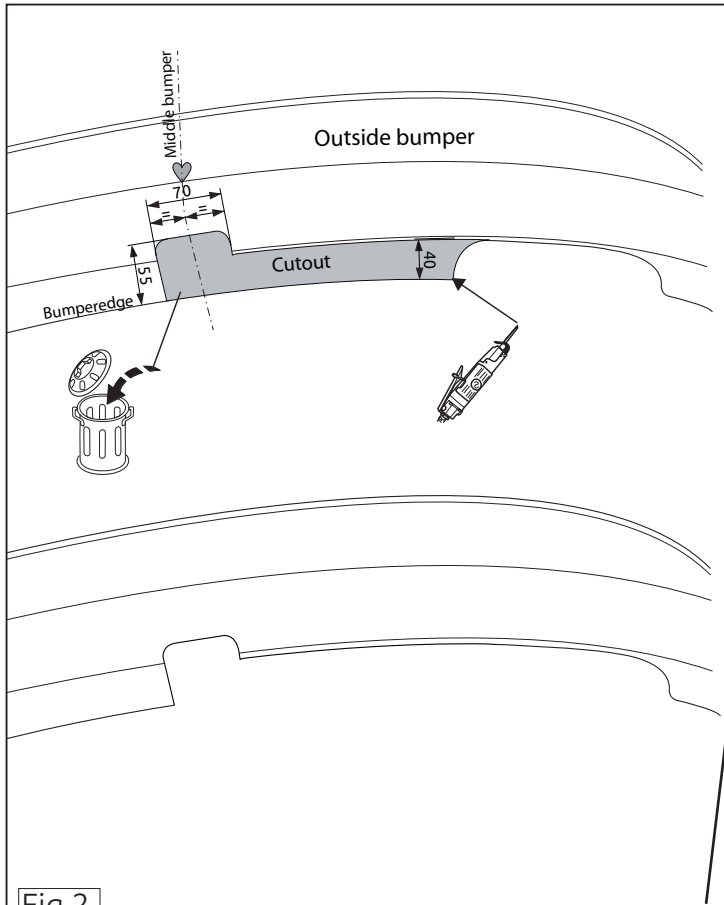 Middle bumper
Outside bumper
70
= =
55
Cutout
40
Bumperedge
Fig.2